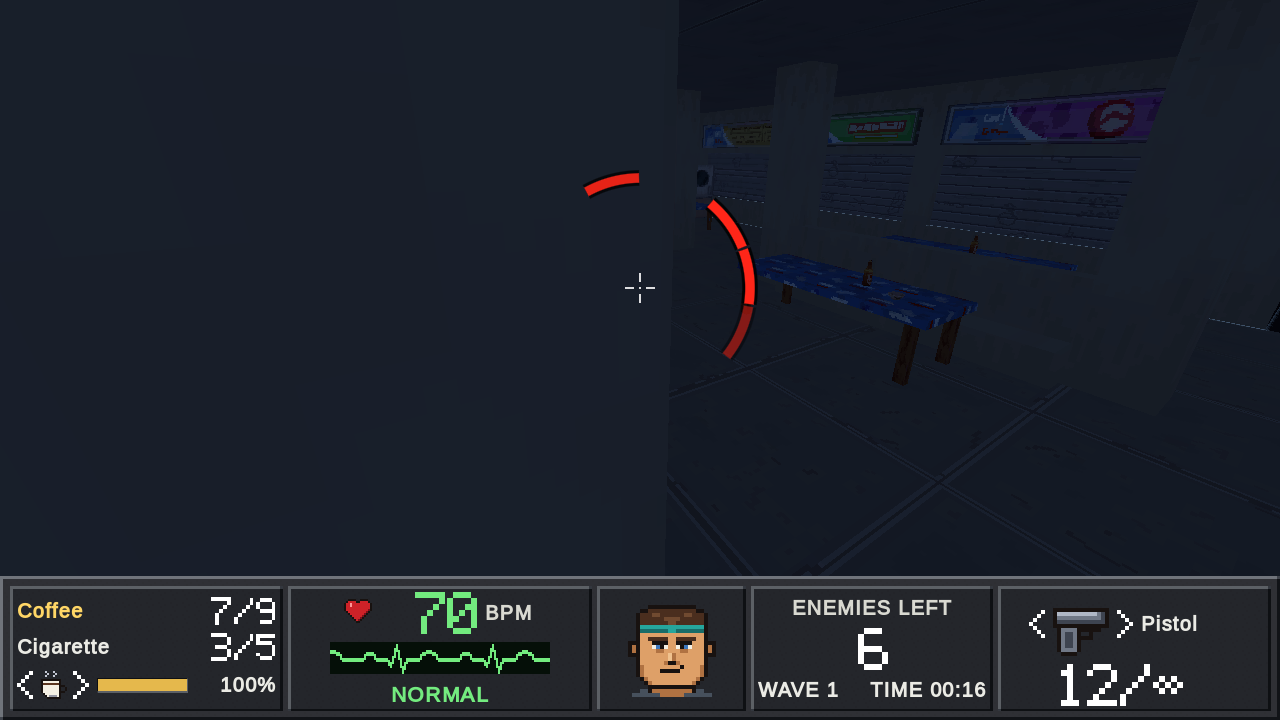 Coffee 7/9
Cigarette 3/5
100%
70 BPM
NORMAL
ENEMIES LEFT
6
WAVE 1 TIME 00:16
Pistol
12/∞